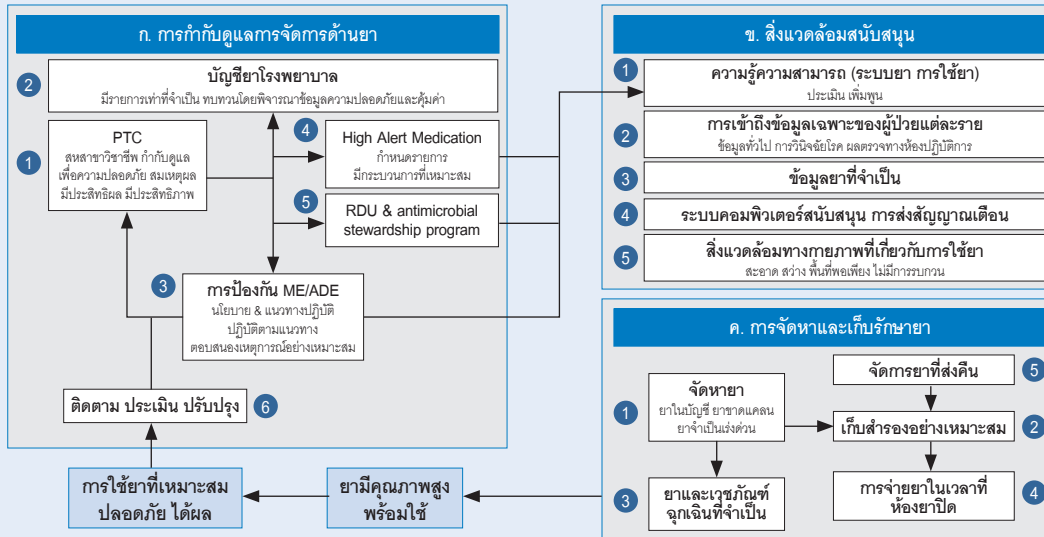 ก. การกำกับดูแลการจัดการด้านยา
2
บัญชียาโรงพยาบาล
มีรายการเท่าที่จำเป็น ทบทวนโดยพิจารณาข้อมูลความปลอดภัยและคุ้มค่า
1
PTC
สหสาขาวิชาชีพ กำกับดูแล
เพื่อความปลอดภัย สมเหตุผล
มีประสิทธิผล มีประสิทธิภาพ
4
High Alert Medication
กำหนดรายการ
มีกระบวนการที่เหมาะสม
5
RDU & antimicrobial
stewardship program
3
การป้องกัน ME/ADE
นโยบาย & แนวทางปฏิบัติ
ปฏิบัติตามแนวทาง
ตอบสนองเหตุการณ์อย่างเหมาะสม
ติดตาม ประเมิน ปรับปรุง
6
การใช้ยาที่เหมาะสม
ปลอดภัย ได้ผล
ยามีคุณภาพสูง
พร้อมใช้
ข. สิ่งแวดล้อมสนับสนุน
1
ความรู้ความสามารถ (ระบบยา การใช้ยา)
ประเมิน เพิ่มพูน
2
การเข้าถึงข้อมูลเฉพาะของผู้ป่วยแต่ละราย
ข้อมูลทั่วไป การวินิจฉัยโรค ผลตรวจทางห้องปฏิบัติการ
3
ข้อมูลยาที่จำเป็น
4
ระบบคอมพิวเตอร์สนับสนุน การส่งสัญญาณเตือน
5
สิ่งแวดล้อมทางกายภาพที่เกี่ยวกับการใช้ยา
สะอาด สว่าง พื้นที่พอเพียง ไม่มีการรบกวน
ค. การจัดหาและเก็บรักษายา
1
จัดหายา
ยาในบัญชี ยาขาดแคลน
ยาจำเป็นเร่งด่วน
จัดการยาที่ส่งคืน
5
เก็บสำรองอย่างเหมาะสม
2
3
ยาและเวชภัณฑ์
ฉุกเฉินที่จำเป็น
การจ่ายยาในเวลาที่
ห้องยาปิด
4